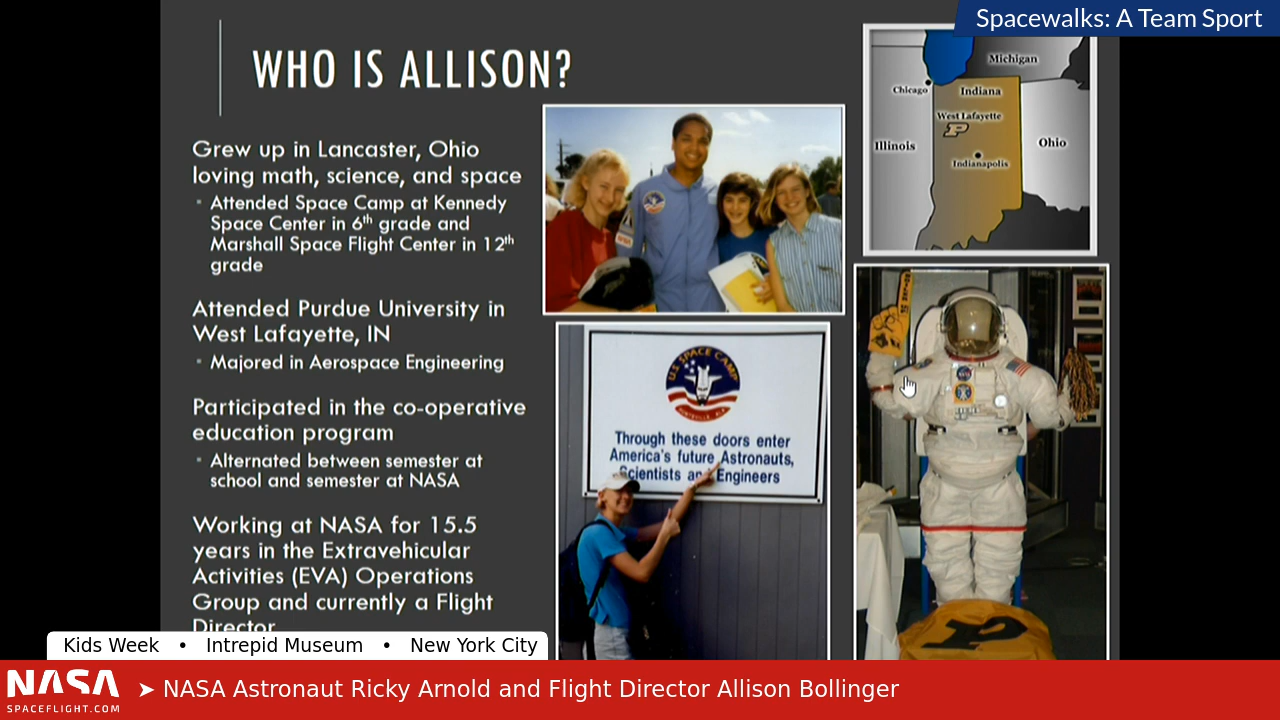 Spacewalks: A Team Sport
WHO IS ALLISON?
Grew up in Lancaster, Ohio
loving math, science, and space
Attended Space Camp at Kennedy
Space Center in 6th grade and
Marshall Space Flight Center in 12th
grade
Attended Purdue University in
West Lafayette, IN
Majored in Aerospace Engineering
Participated in the co-operative
education program
Alternated between semester at
school and semester at NASA
Working at NASA for 15.5
years in the Extravehicular
Activities (EVA) Operations
Group and currently a Flight
Director
Michigan
Chicago
Indiana
West Lafayette
P
Illinois
Ohio
Indianapolis
U.S. SPACE CAMP
Through these doors enter
America's future Astronauts,
Scientists and Engineers
P
Kids Week • Intrepid Museum • New York City
NASA
SPACEFLIGHT.COM
➤ NASA Astronaut Ricky Arnold and Flight Director Allison Bollinger